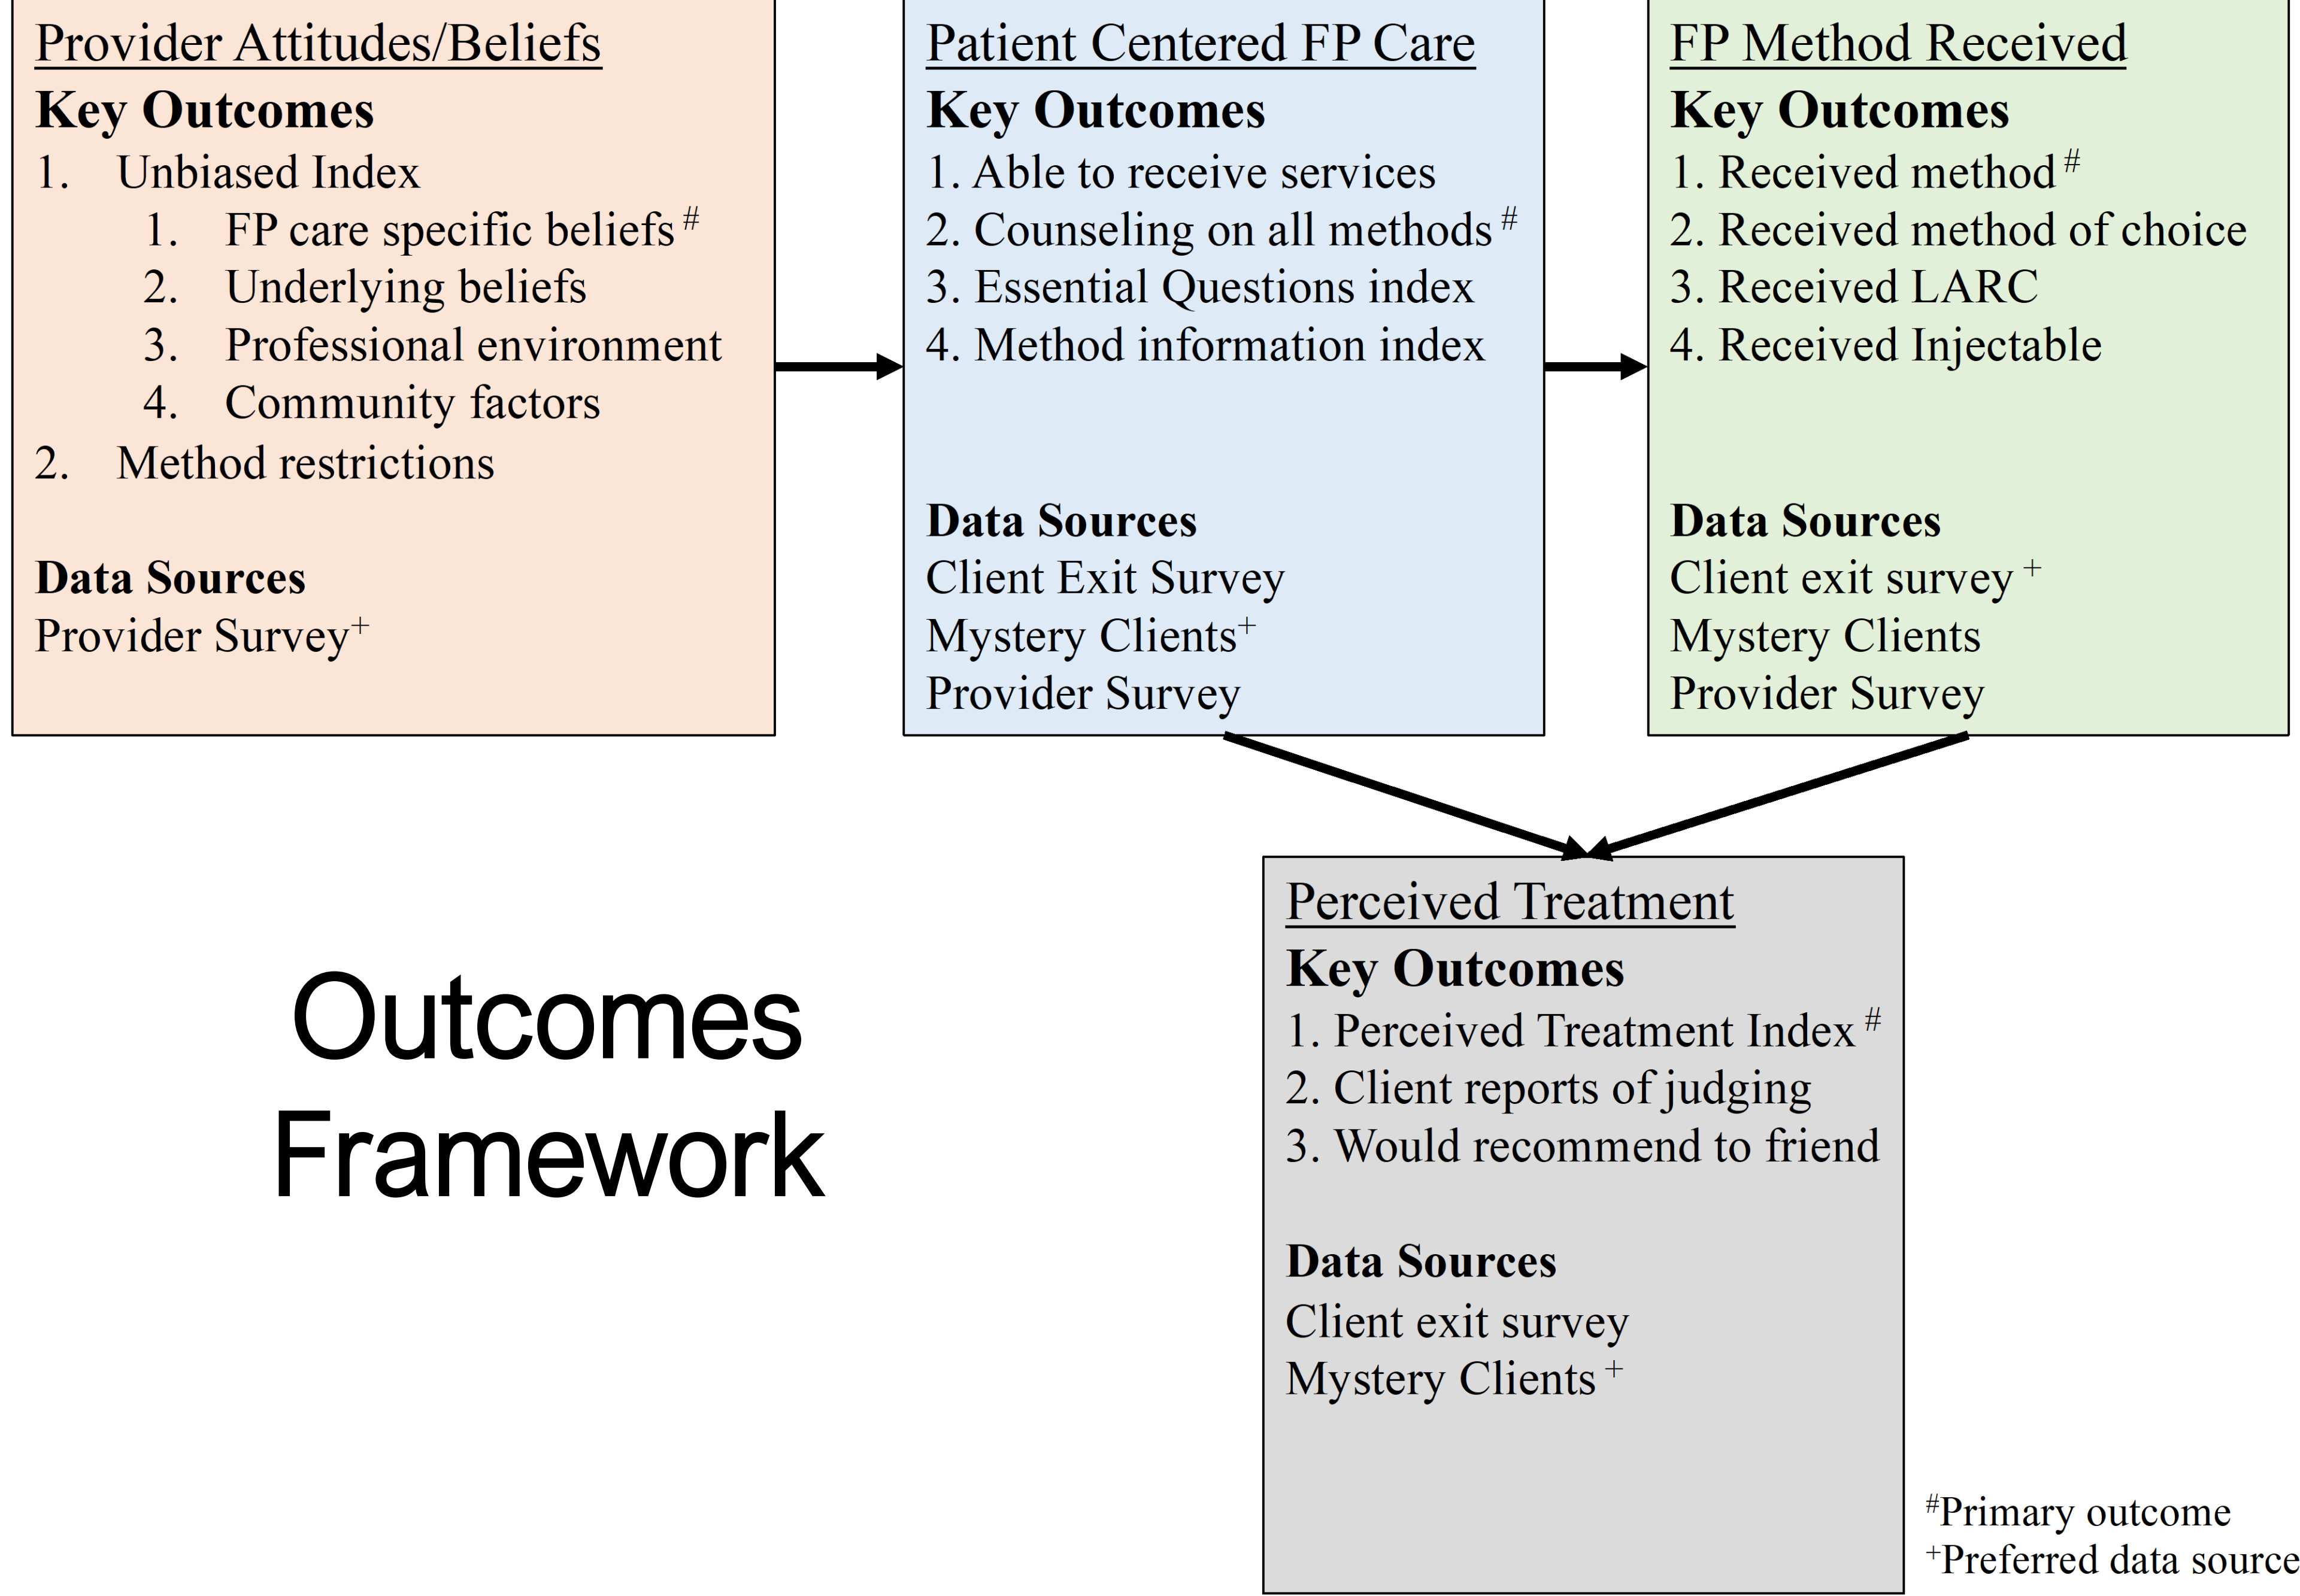 Provider Attitudes/Beliefs
Key Outcomes
1. Unbiased Index
1. FP care specific beliefs #
2. Underlying beliefs
3. Professional environment
4. Community factors
2. Method restrictions
Data Sources
Provider Survey+
Patient Centered FP Care
Key Outcomes
1. Able to receive services
2. Counseling on all methods #
3. Essential Questions index
4. Method information index
Data Sources
Client Exit Survey
Mystery Clients+
Provider Survey
FP Method Received
Key Outcomes
1. Received method #
2. Received method of choice
3. Received LARC
4. Received Injectable
Data Sources
Client exit survey +
Mystery Clients
Provider Survey
Outcomes
Framework
Perceived Treatment
Key Outcomes
1. Perceived Treatment Index #
2. Client reports of judging
3. Would recommend to friend
Data Sources
Client exit survey
Mystery Clients +
#Primary outcome
+Preferred data source